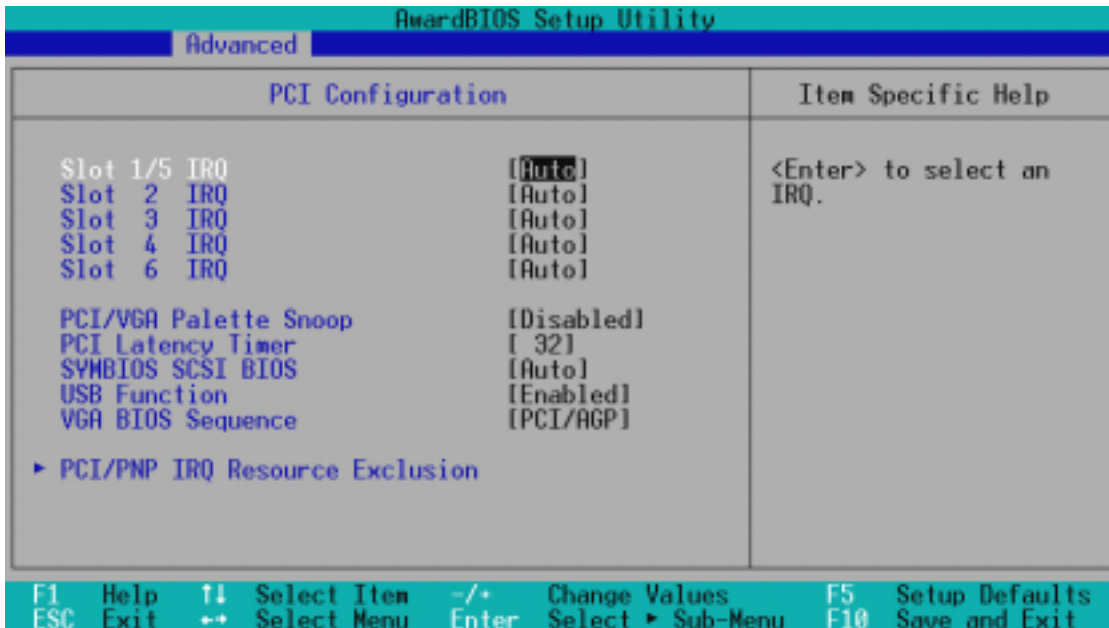 AwardBIOS Setup Utility
Advanced
PCI Configuration
Item Specific Help
Slot 1/5 IRQ [Auto]
Slot 2 IRQ [Auto]
Slot 3 IRQ [Auto]
Slot 4 IRQ [Auto]
Slot 6 IRQ [Auto]
PCI/VGA Palette Snoop [Disabled]
PCI Latency Timer [ 32]
SYMBIOS SCSI BIOS [Auto]
USB Function [Enabled]
VGA BIOS Sequence [PCI/AGP]
► PCI/PNP IRQ Resource Exclusion
<Enter> to select an
IRQ.
F1 Help ↑↓ Select Item -/+ Change Values F5 Setup Defaults
ESC Exit ←→ Select Menu Enter Select ► Sub-Menu F10 Save and Exit